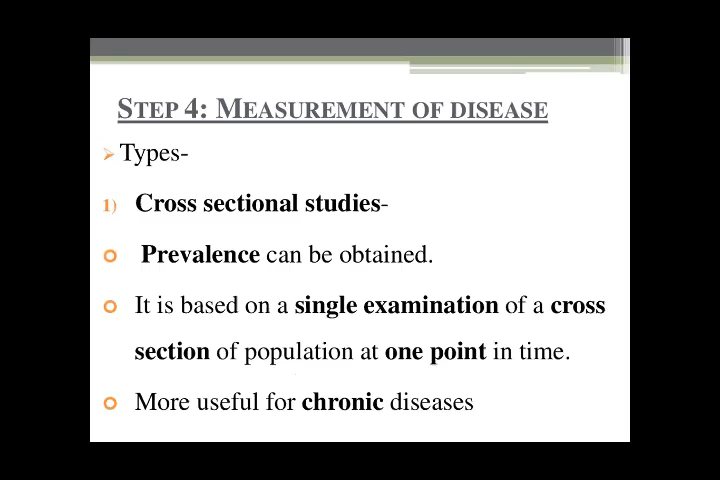 STEP 4: MEASUREMENT OF DISEASE
Types-
1) Cross sectional studies-
Prevalence can be obtained.
It is based on a single examination of a cross
section of population at one point in time.
More useful for chronic diseases